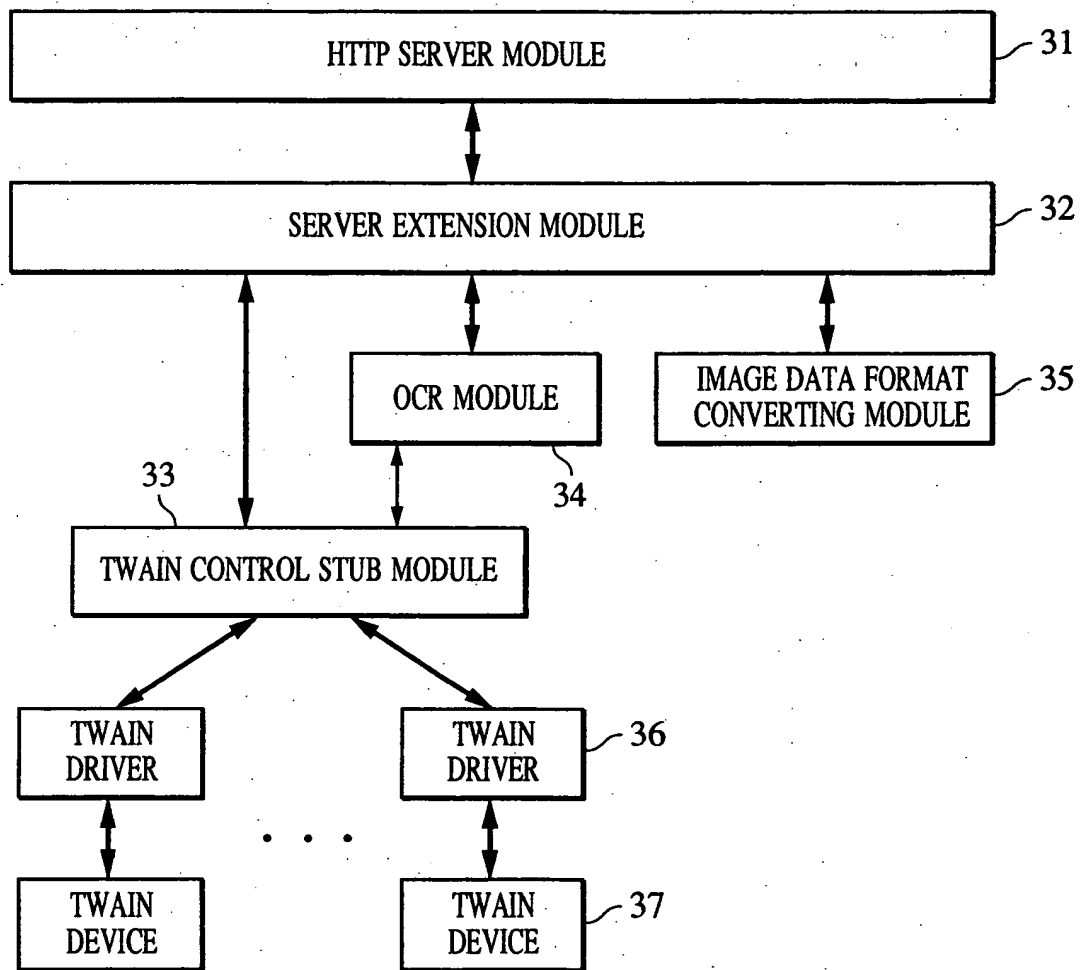 HTTP SERVER MODULE
31
SERVER EXTENSION MODULE
32
OCR MODULE
34
IMAGE DATA FORMAT
CONVERTING MODULE
35
33
TWAIN CONTROL STUB MODULE
TWAIN
DRIVER
TWAIN
DRIVER
36
TWAIN
DEVICE
TWAIN
DEVICE
37